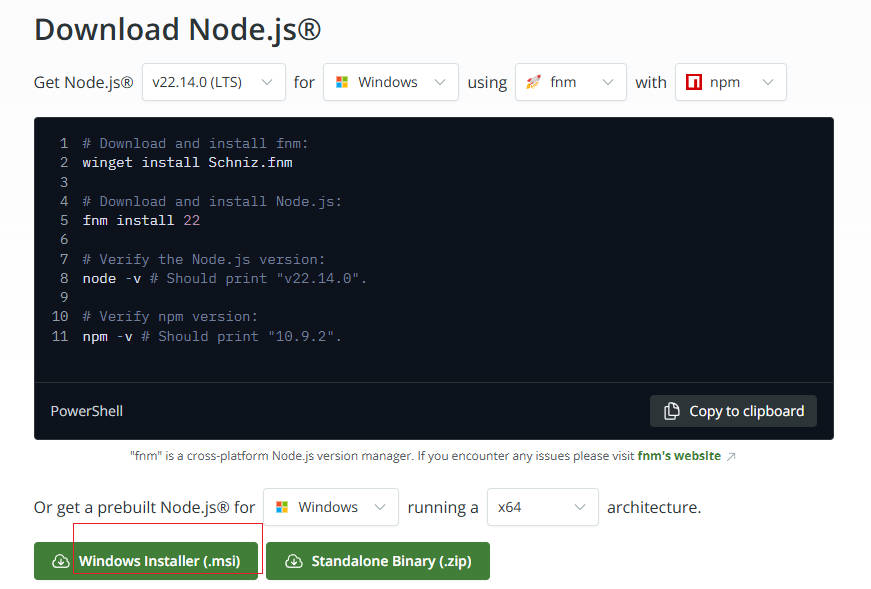 Download Node.js®
Get Node.js® v22.14.0 (LTS) for Windows using fnm with npm
1 # Download and install fnm:
2 winget install Schniz.fnm
3
4 # Download and install Node.js:
5 fnm install 22
6
7 # Verify the Node.js version:
8 node -v # Should print "v22.14.0".
9
10 # Verify npm version:
11 npm -v # Should print "10.9.2".
PowerShell Copy to clipboard
"fnm" is a cross-platform Node.js version manager. If you encounter any issues please visit fnm's website
Or get a prebuilt Node.js® for Windows running a x64 architecture.
Windows Installer (.msi) Standalone Binary (.zip)